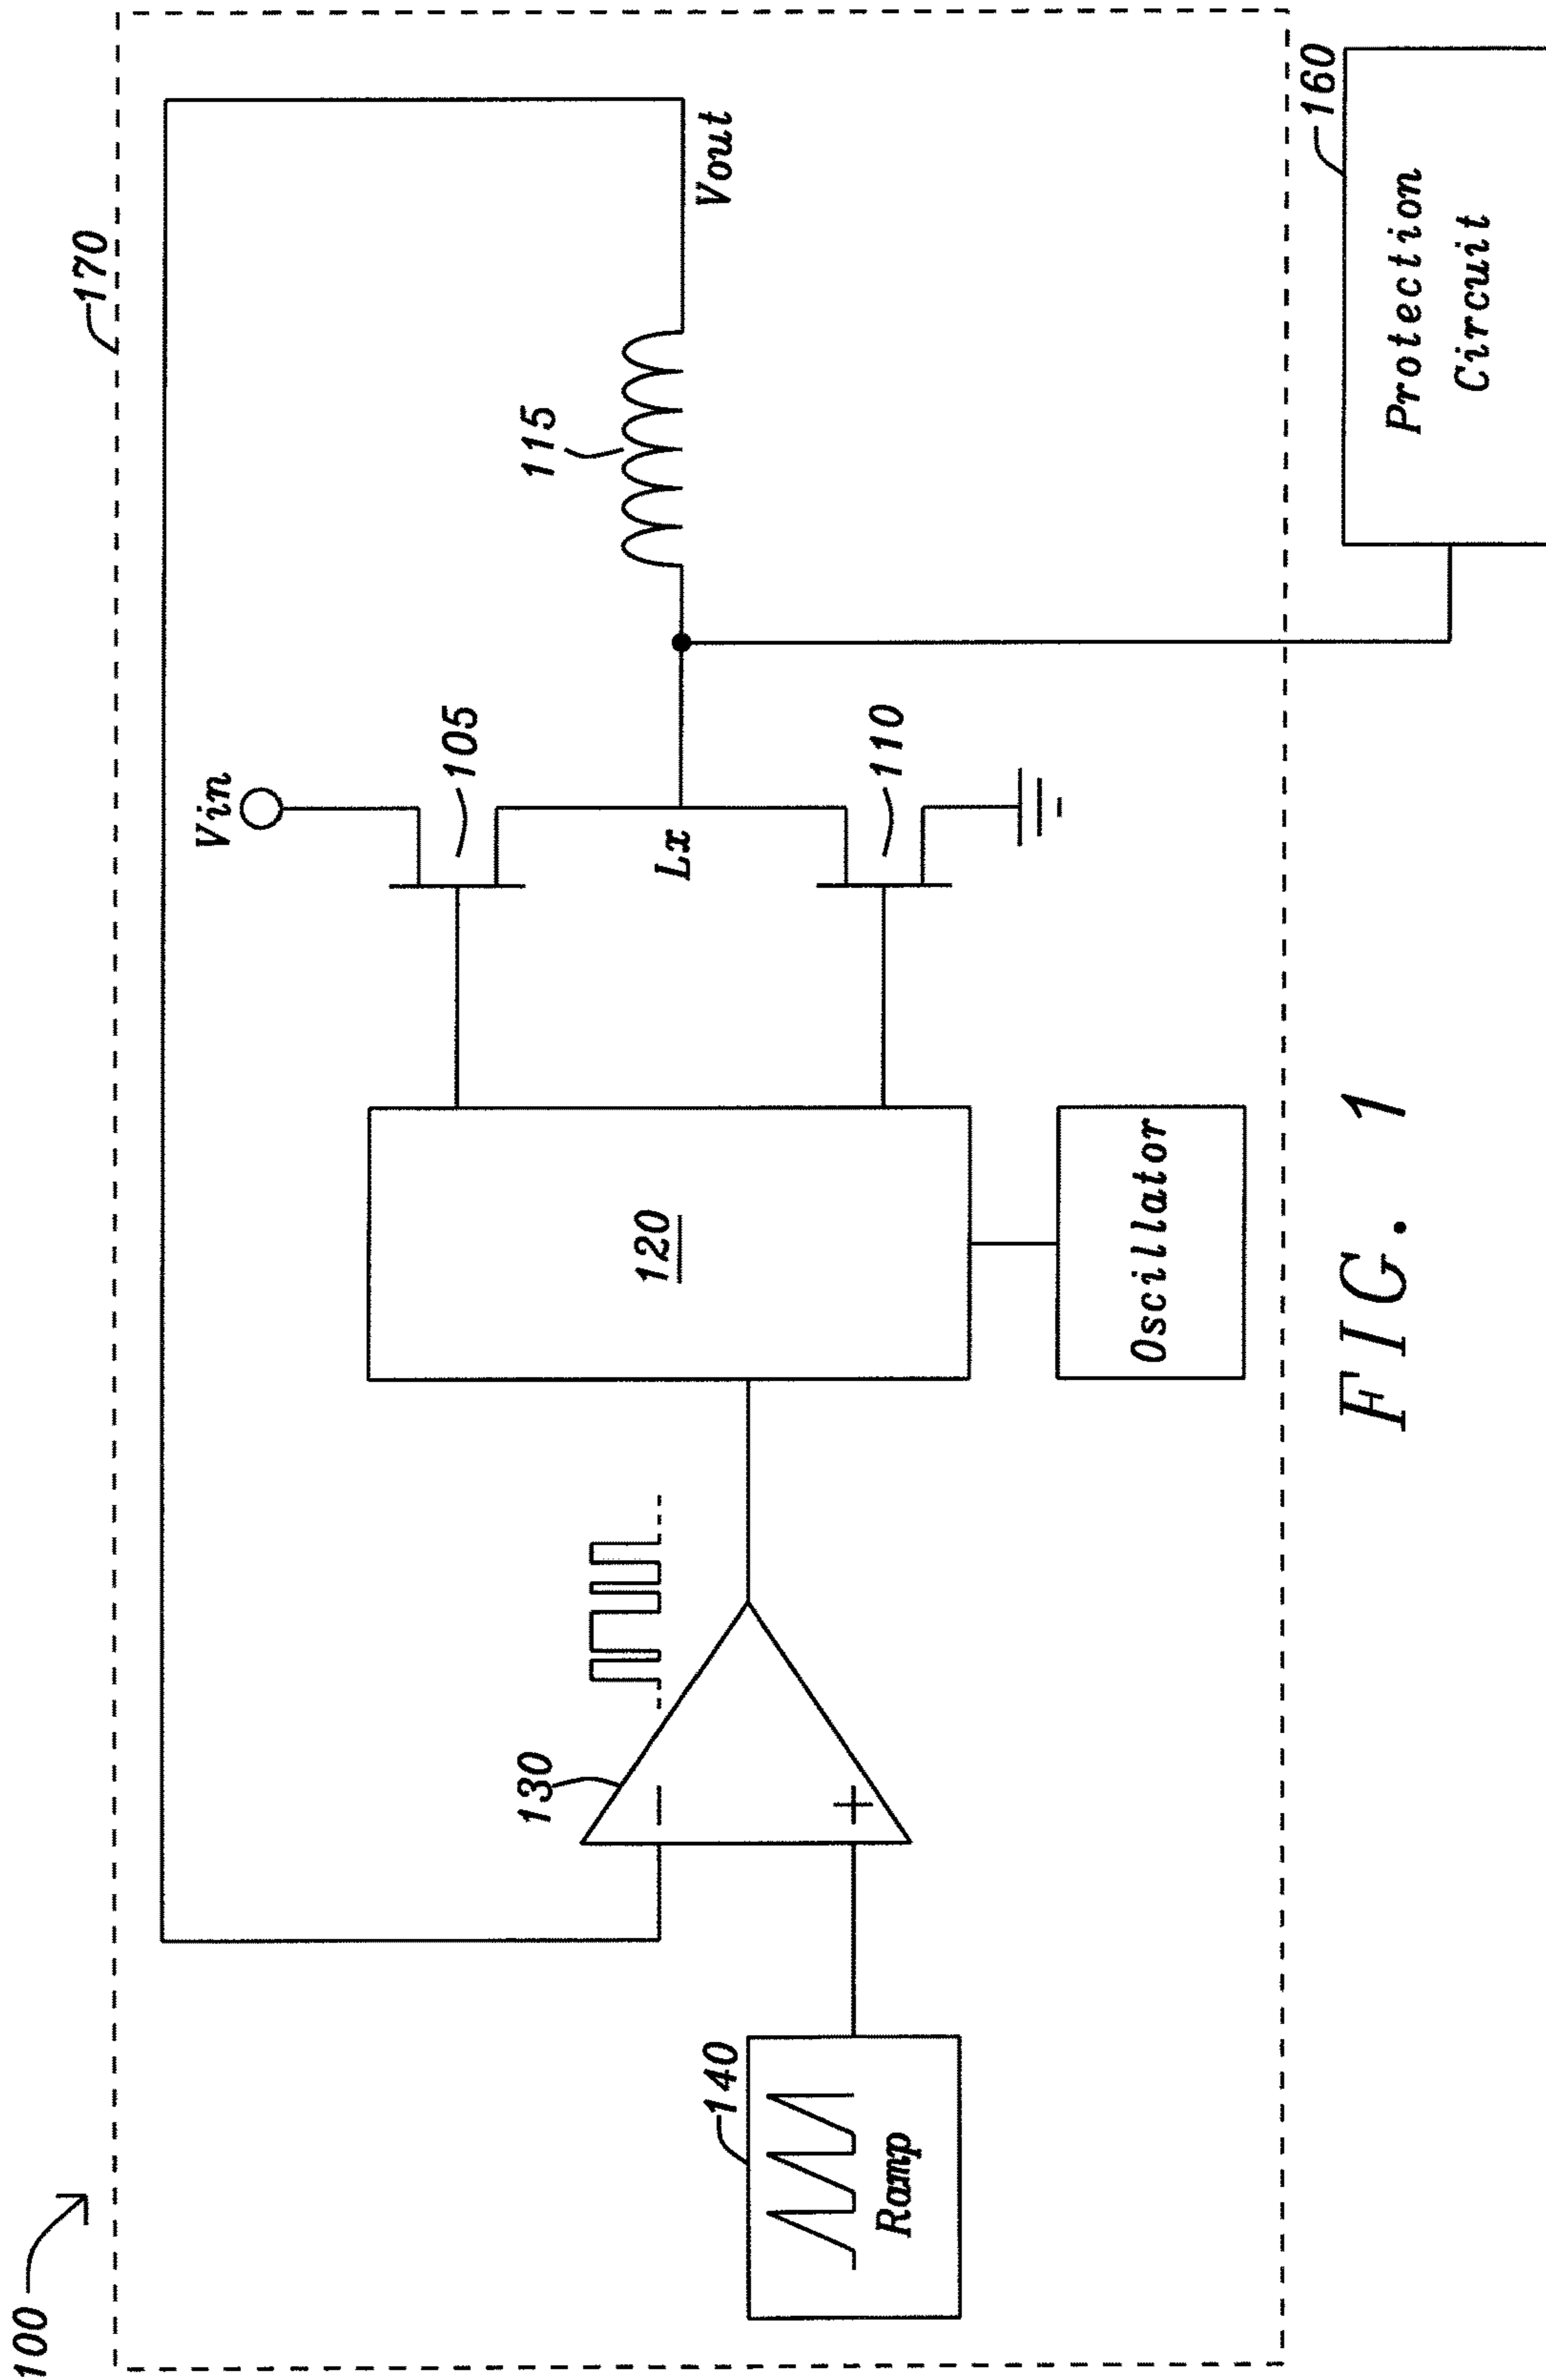 100
170
Vin
105
130
115
Vout
Lx
140
120
110
Ramp
Oscillator
160
Protection
Circuit
FIG. 1